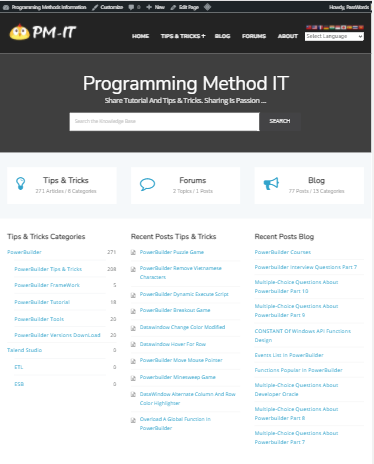 Programming Methods Information Customize 0 New Edit Page Howdy, PassWords
PM-IT
HOME TIPS & TRICKS + BLOG FORUMS ABOUT
Select Language
Programming Method IT
Share Tutorial And Tips & Tricks. Sharing Is Passion ...
Search the Knowledge Base SEARCH
Tips & Tricks
271 Articles / 6 Categories
Forums
2 Topics / 1 Posts
Blog
77 Posts / 13 Categories
Tips & Tricks Categories
PowerBuilder 271
PowerBuilder Tips & Tricks 208
PowerBuilder FrameWork 5
PowerBuilder Tutorial 18
PowerBuilder Tools 20
PowerBuilder Versions DownLoad 20
Talend Studio 0
ETL 0
ESB 0
Recent Posts Tips & Tricks
PowerBuilder Puzzle Game
PowerBuilder Remove Vietnamese
Characters
PowerBuilder Dynamic Execute Script
PowerBuilder Breakout Game
Datawindow Change Color Modified
DataWindow Hover For Row
PowerBuilder Move Mouse Pointer
PowerBuilder Minesweep Game
DataWindow Alternate Column And Row
Color Highlighter
Overload A Global Function in
PowerBuilder
Recent Posts Blog
PowerBuilder Courses
PowerBuilder Interview Questions Part 7
Multiple-Choice Questions About
PowerBuilder Part 10
Multiple-Choice Questions About
PowerBuilder Part 9
CONSTANT Of Windows API Functions
Design
Events List in PowerBuilder
Functions Popular in PowerBuilder
Multiple-Choice Questions About
Developer Oracle
Multiple-Choice Questions About
PowerBuilder Part 8
Multiple-Choice Questions About
PowerBuilder Part 7